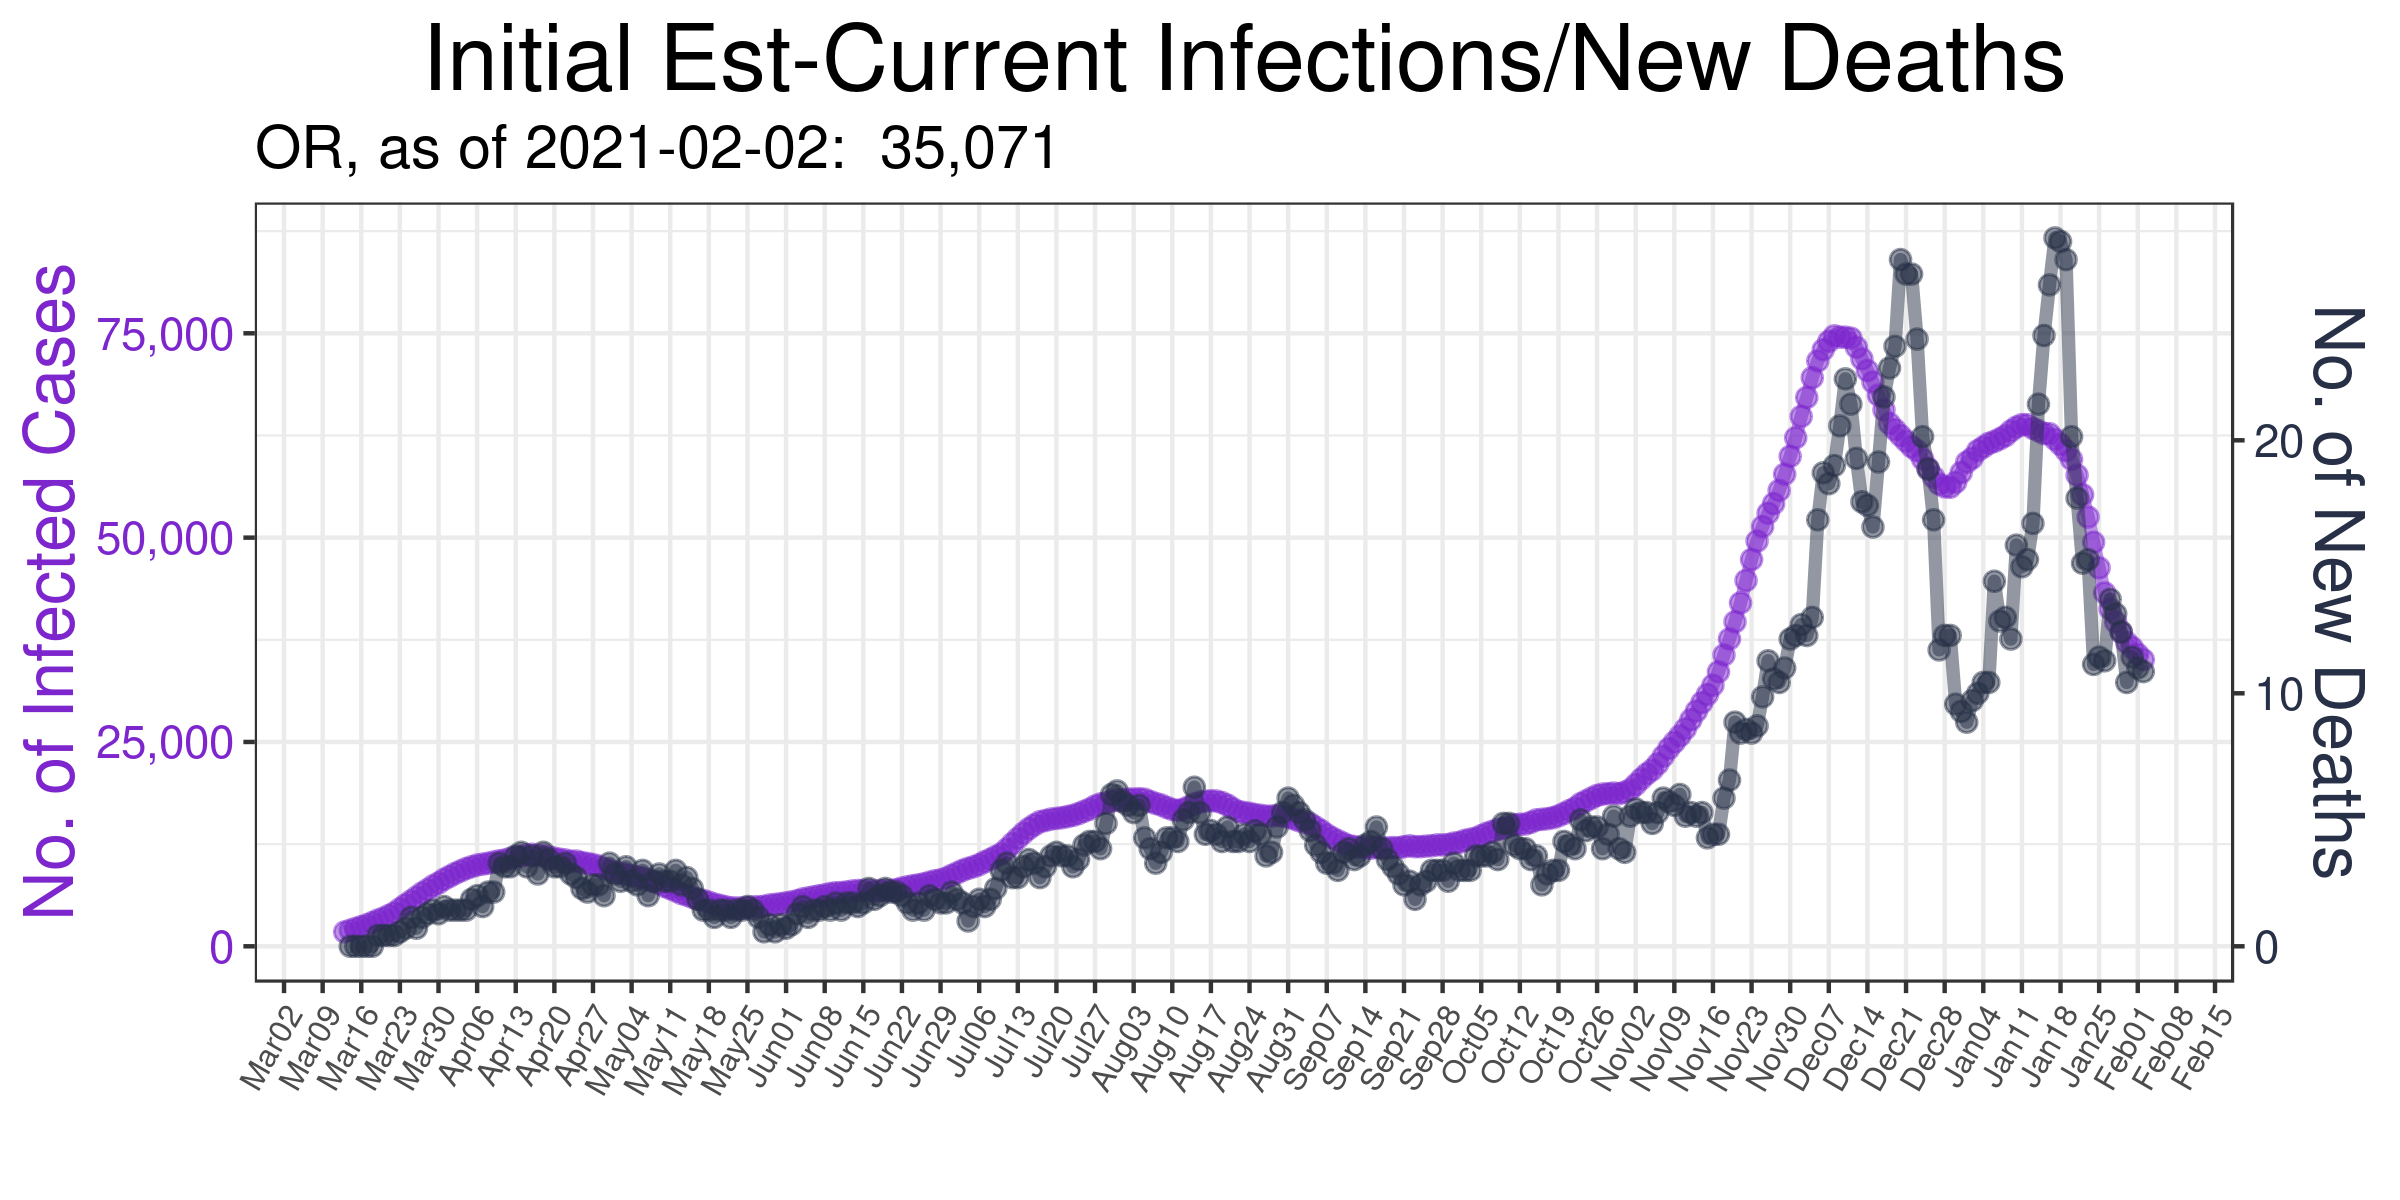 Initial Est-Current Infections/New Deaths
OR, as of 2021-02-02:  35,071
No. of Infected Cases
75,000
50,000
25,000
0
20
10
0
No. of New Deaths
Mar02
Mar09
Mar16
Mar23
Mar30
Apr06
Apr13
Apr20
Apr27
May04
May11
May18
May25
Jun01
Jun08
Jun15
Jun22
Jun29
Jul06
Jul13
Jul20
Jul27
Aug03
Aug10
Aug17
Aug24
Aug31
Sep07
Sep14
Sep21
Sep28
Oct05
Oct12
Oct19
Oct26
Nov02
Nov09
Nov16
Nov23
Nov30
Dec07
Dec14
Dec21
Dec28
Jan04
Jan11
Jan18
Jan25
Feb01
Feb08
Feb15